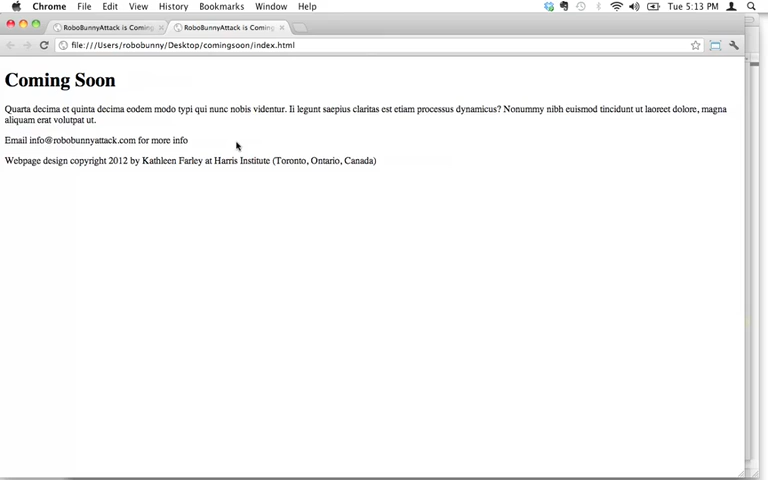 Chrome File Edit View History Bookmarks Window Help Tue 5:13 PM
RoboBunnyAttack is Coming RoboBunnyAttack is Coming
file:///Users/robobunny/Desktop/comingsoon/index.html
Coming Soon
Quarta decima et quinta decima eodem modo typi qui nunc nobis videntur. Ii legunt saepius claritas est etiam processus dynamicus? Nonummy nibh euismod tincidunt ut laoreet dolore, magna
aliquam erat volutpat ut.
Email info@robobunnyattack.com for more info
Webpage design copyright 2012 by Kathleen Farley at Harris Institute (Toronto, Ontario, Canada)